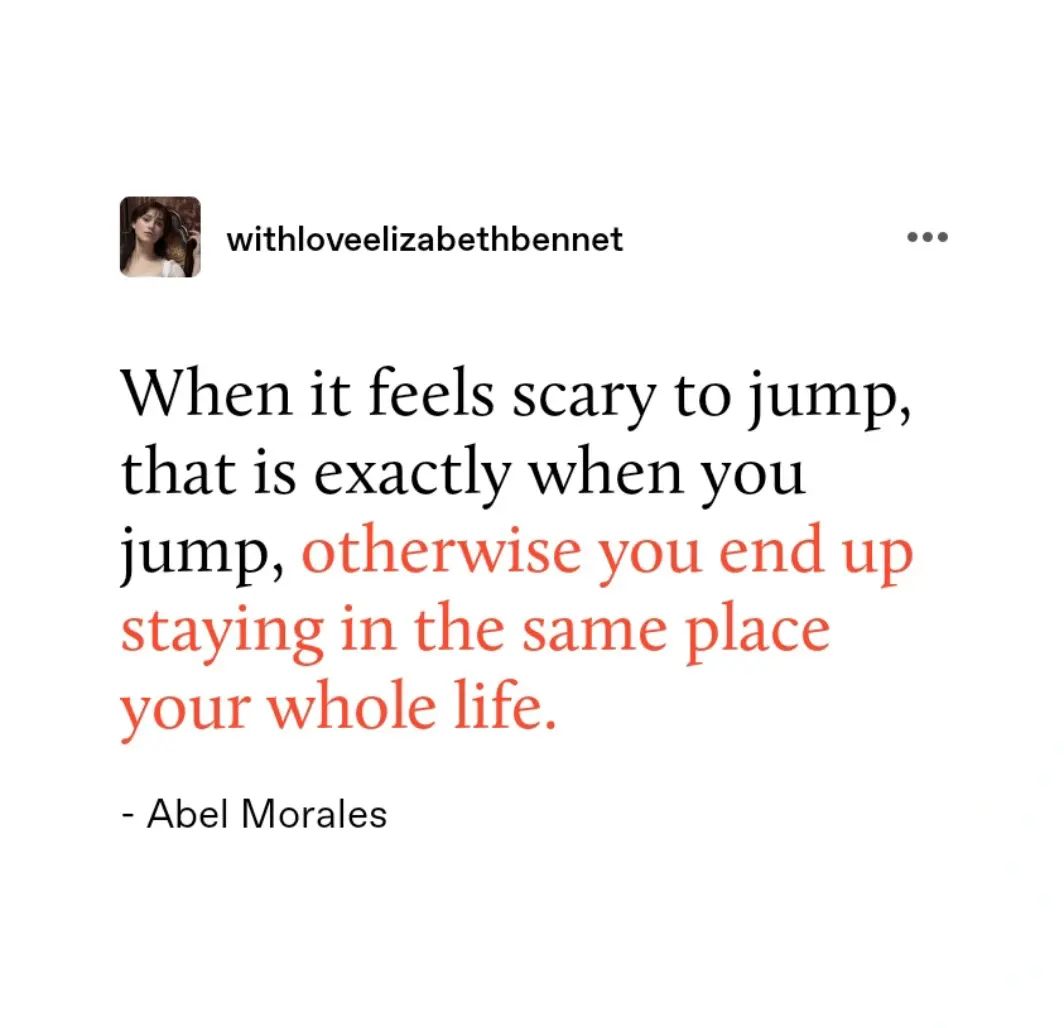 withloveelizabethbennet
When it feels scary to jump,
that is exactly when you
jump, otherwise you end up
staying in the same place
your whole life.
- Abel Morales